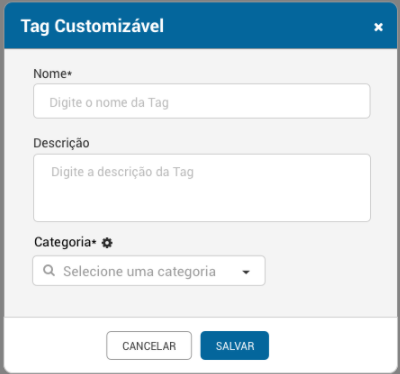 Tag Customizável
Nome*
Digite o nome da Tag
Descrição
Digite a descrição da Tag
Categoria*
Selecione uma categoria
CANCELAR SALVAR